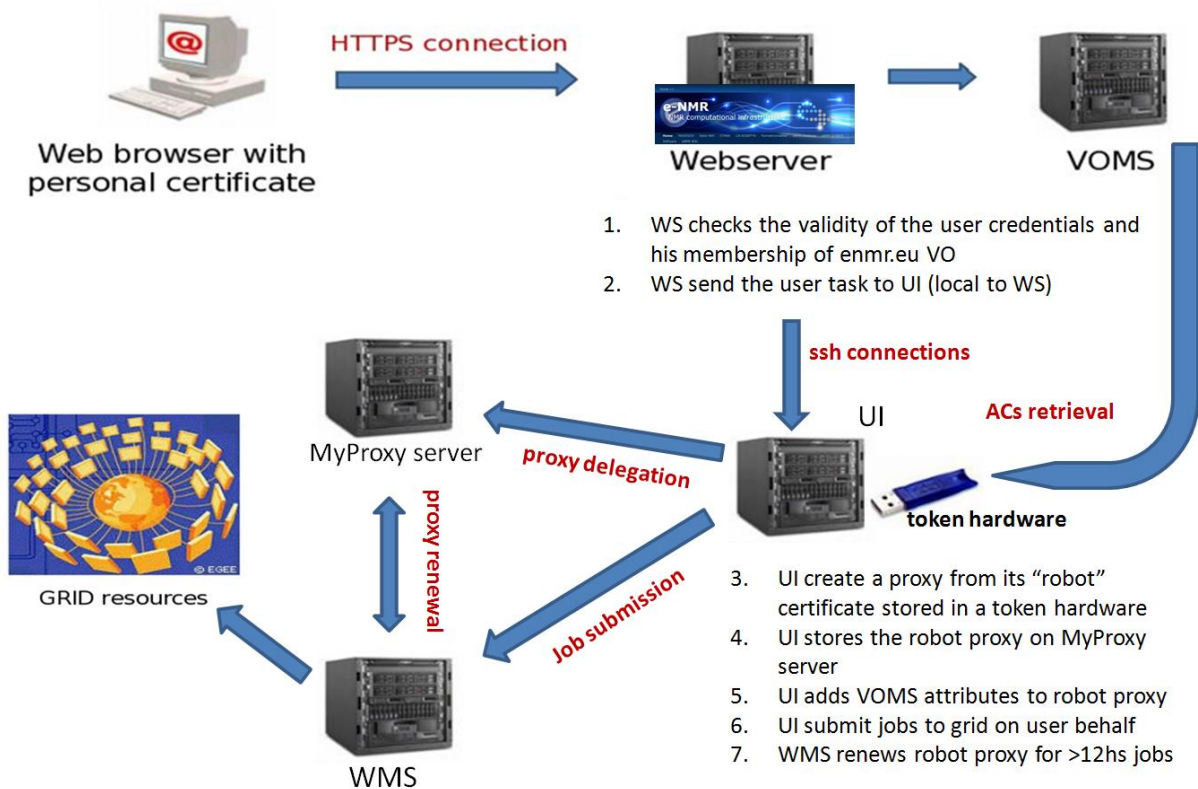 HTTPS connection
e-NMR
NMR computational infrastructure
Web browser with
personal certificate
Webserver
VOMS
1. WS checks the validity of the user credentials and
his membership of enmr.eu VO
2. WS send the user task to UI (local to WS)
ssh connections
UI
ACs retrieval
MyProxy server
proxy delegation
token hardware
proxy renewal
© EGEE
GRID resources
Job submission
3. UI create a proxy from its “robot”
certificate stored in a token hardware
4. UI stores the robot proxy on MyProxy
server
5. UI adds VOMS attributes to robot proxy
6. UI submit jobs to grid on user behalf
7. WMS renews robot proxy for >12hs jobs
WMS